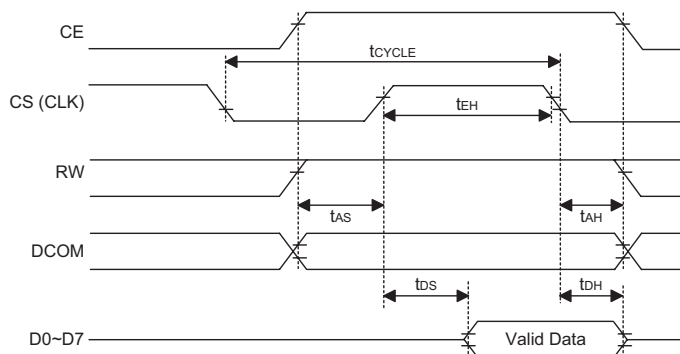 CE
tCYCLE
CS (CLK)
tEH
RW
tAS
tAH
DCOM
tDS
tDH
D0~D7
Valid Data